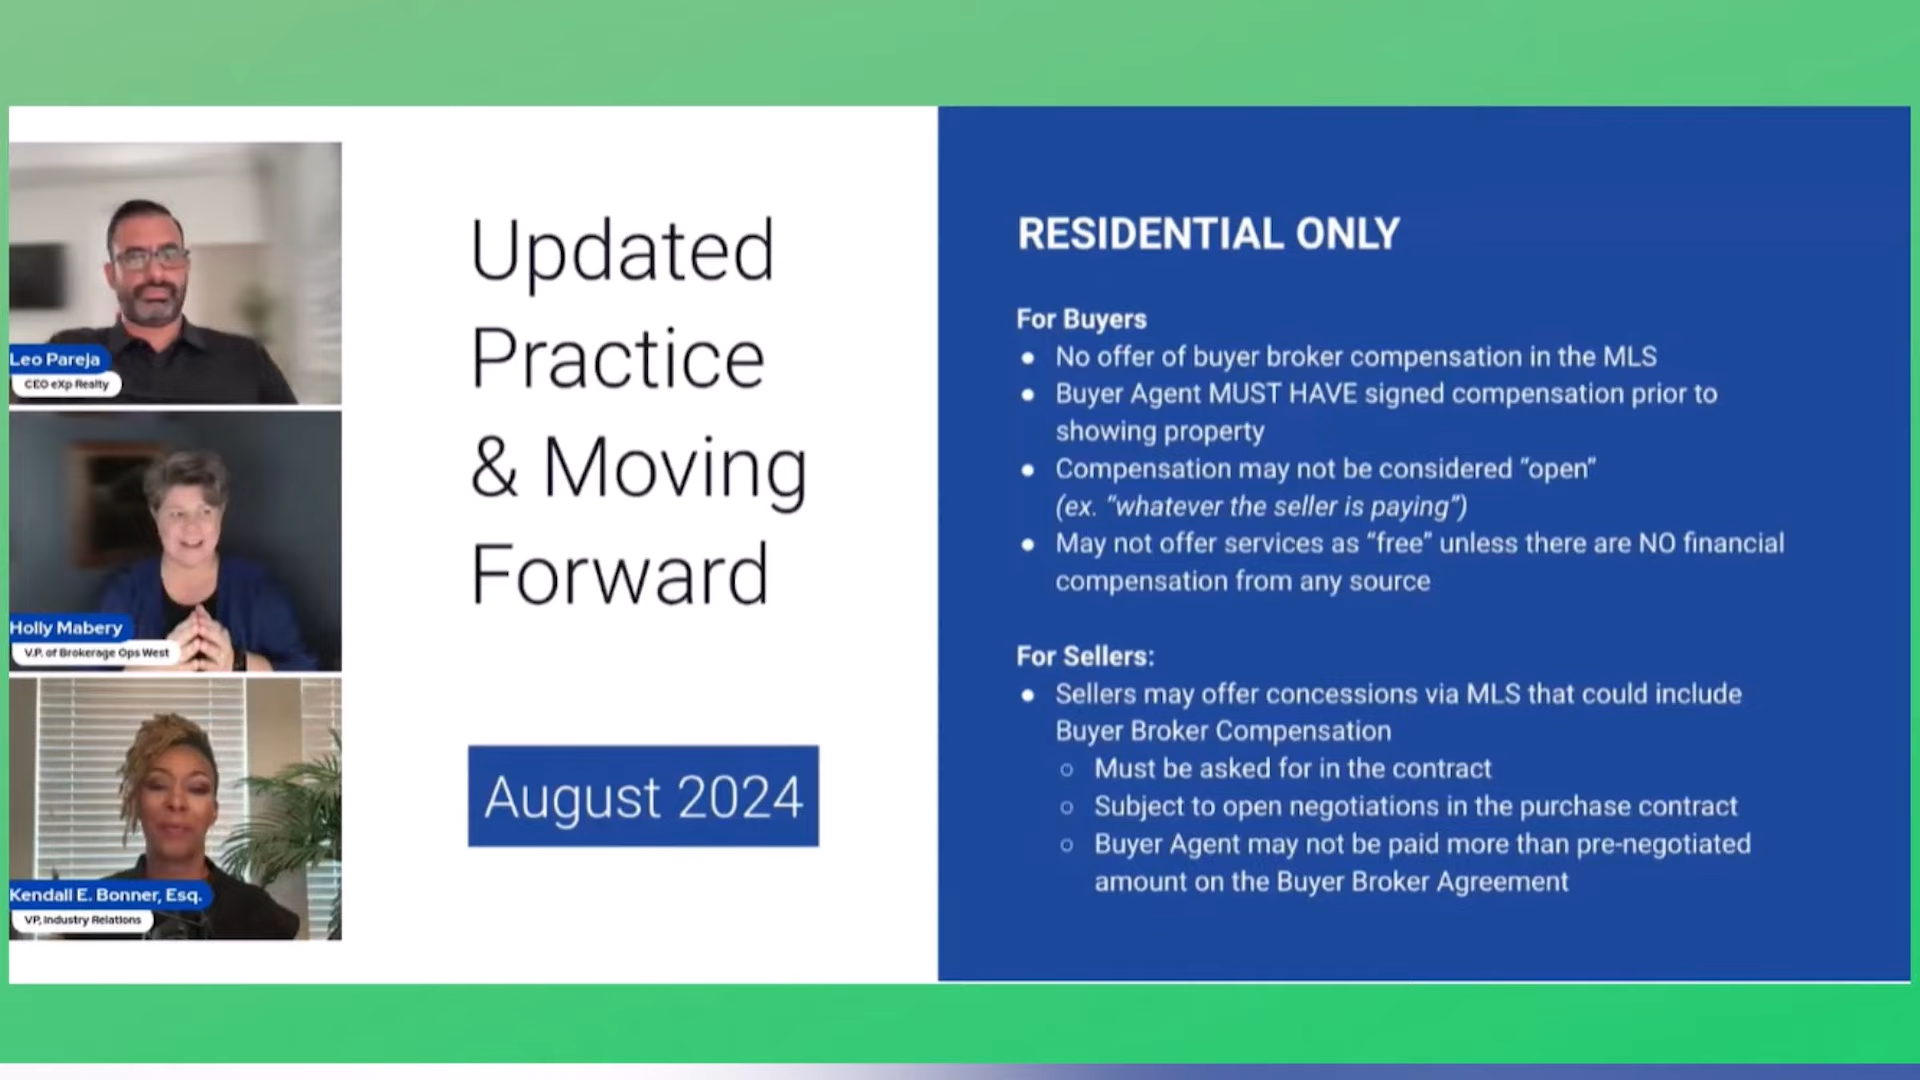 Leo Pareja
CEO eXp Realty
Holly Mabery
V.P. of Brokerage Ops West
Kendall E. Bonner, Esq.
VP, Industry Relations
Updated
Practice
& Moving
Forward
August 2024
RESIDENTIAL ONLY
For Buyers
● No offer of buyer broker compensation in the MLS
● Buyer Agent MUST HAVE signed compensation prior to
showing property
● Compensation may not be considered “open”
(ex. “whatever the seller is paying”)
● May not offer services as “free” unless there are NO financial
compensation from any source
For Sellers:
● Sellers may offer concessions via MLS that could include
Buyer Broker Compensation
○ Must be asked for in the contract
○ Subject to open negotiations in the purchase contract
○ Buyer Agent may not be paid more than pre-negotiated
amount on the Buyer Broker Agreement